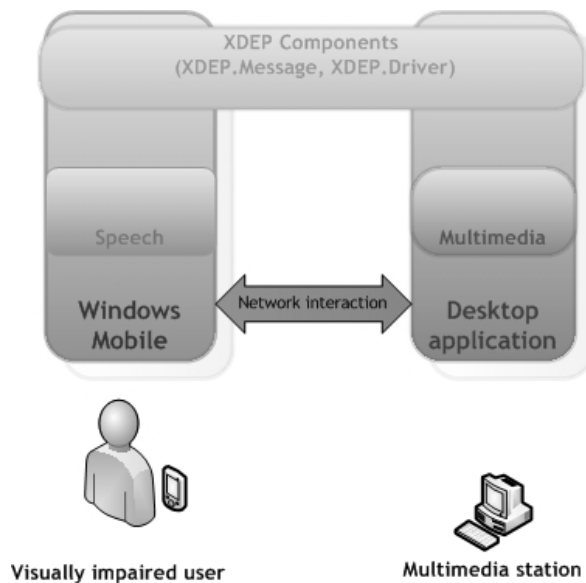 XDEP Components
(XDEP.Message, XDEP.Driver)
Speech
Multimedia
Network interaction
Windows
Mobile
Desktop
application
Visually impaired user
Multimedia station